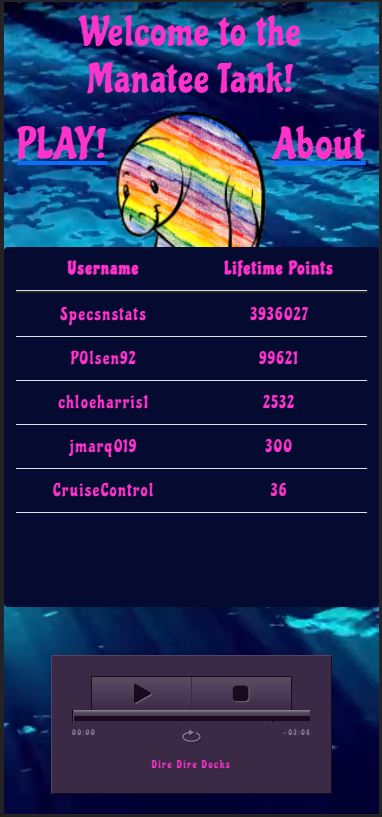 Welcome to the
Manatee Tank!
PLAY! About
Username Lifetime Points
Specsnstats 3936027
POlsen92 99621
chloeharris1 2532
jmarq019 300
CruiseControl 36
00:00 -03:06
Dire Dire Docks